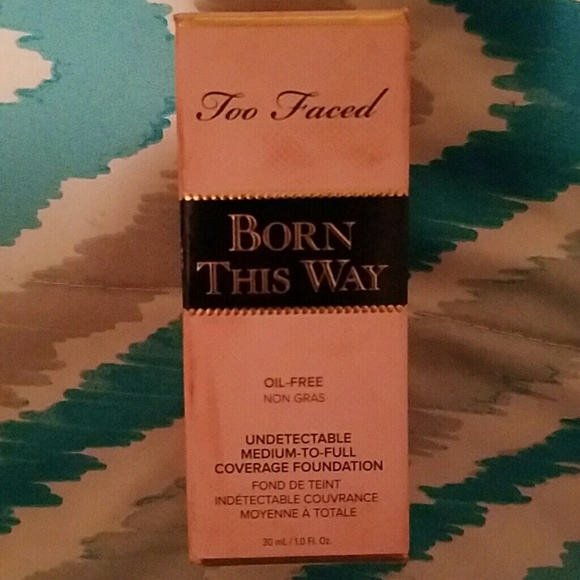 Too Faced
BORN
THIS WAY
OIL-FREE
NON GRAS
UNDETECTABLE
MEDIUM-TO-FULL
COVERAGE FOUNDATION
FOND DE TEINT
INDÉTECTABLE COUVRANCE
MOYENNE À TOTALE
30 mL / 1.0 Fl. Oz.